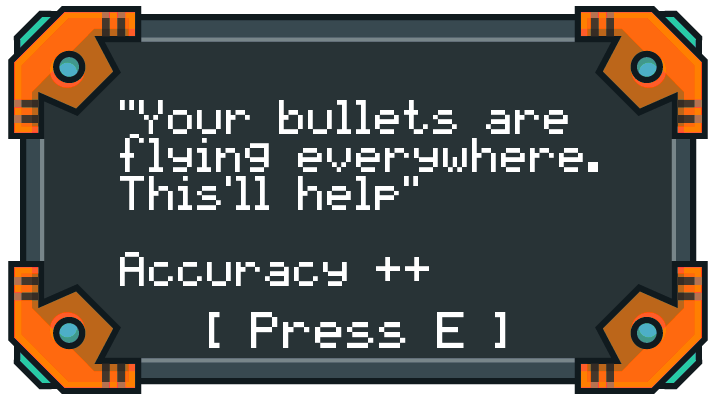 "Your bullets are
flying everywhere.
This'll help"
Accuracy ++
[ Press E ]